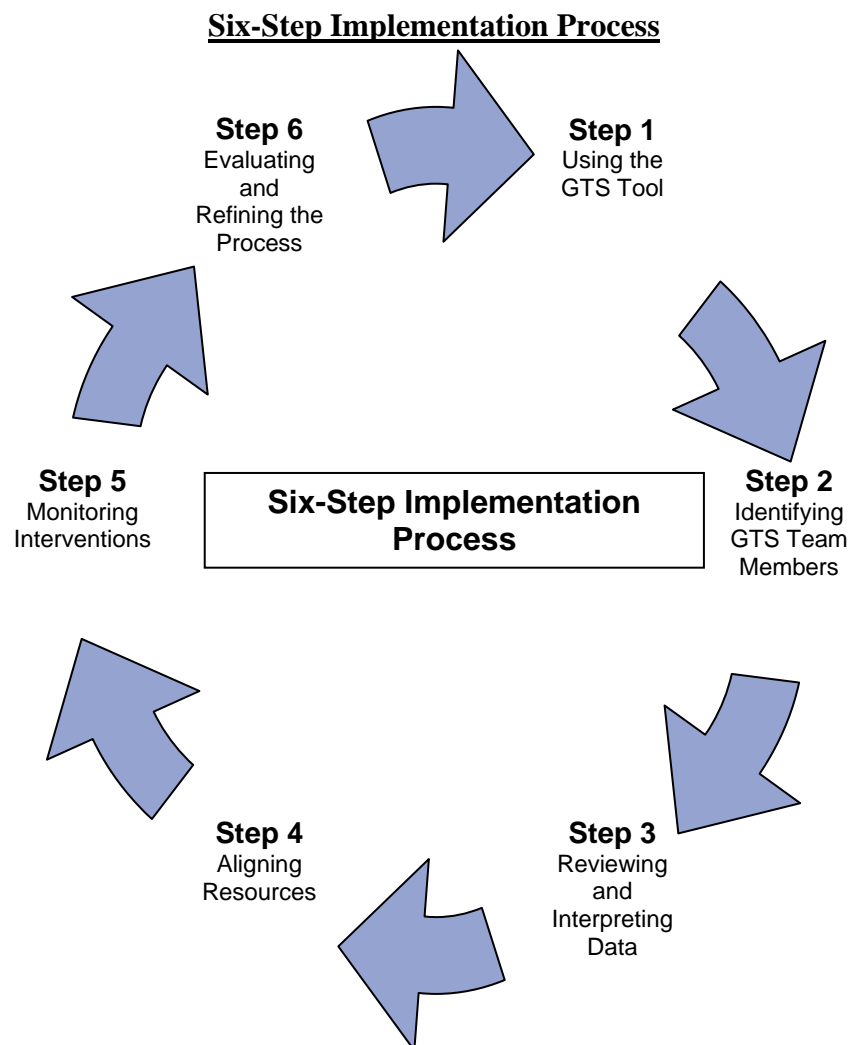 Six-Step Implementation Process
Step 1
Using the
GTS Tool
Step 2
Identifying
GTS Team
Members
Step 3
Reviewing
and
Interpreting
Data
Step 4
Aligning
Resources
Step 5
Monitoring
Interventions
Step 6
Evaluating
and
Refining the
Process
Six-Step Implementation
Process